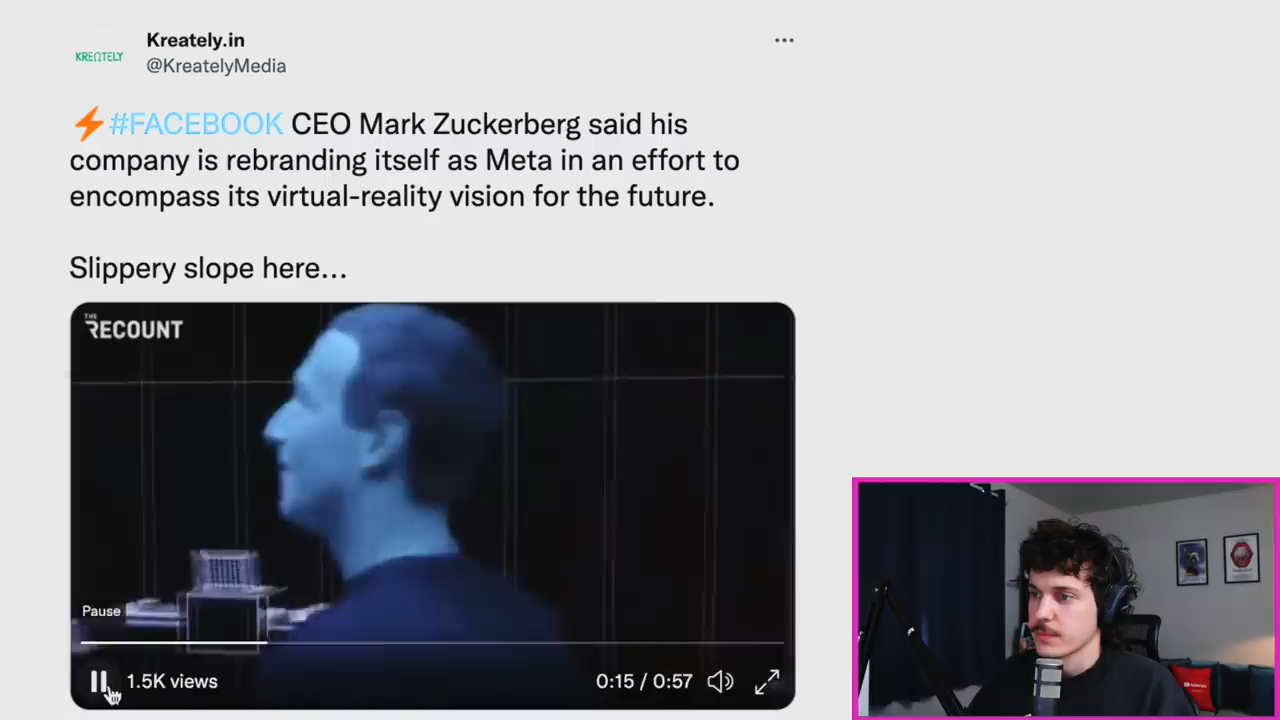 KREOTELY
Kreately.in
@KreatelyMedia
⚡#FACEBOOK CEO Mark Zuckerberg said his
company is rebranding itself as Meta in an effort to
encompass its virtual-reality vision for the future.
Slippery slope here...
THE
RECOUNT
Pause
1.5K views
0:15 / 0:57